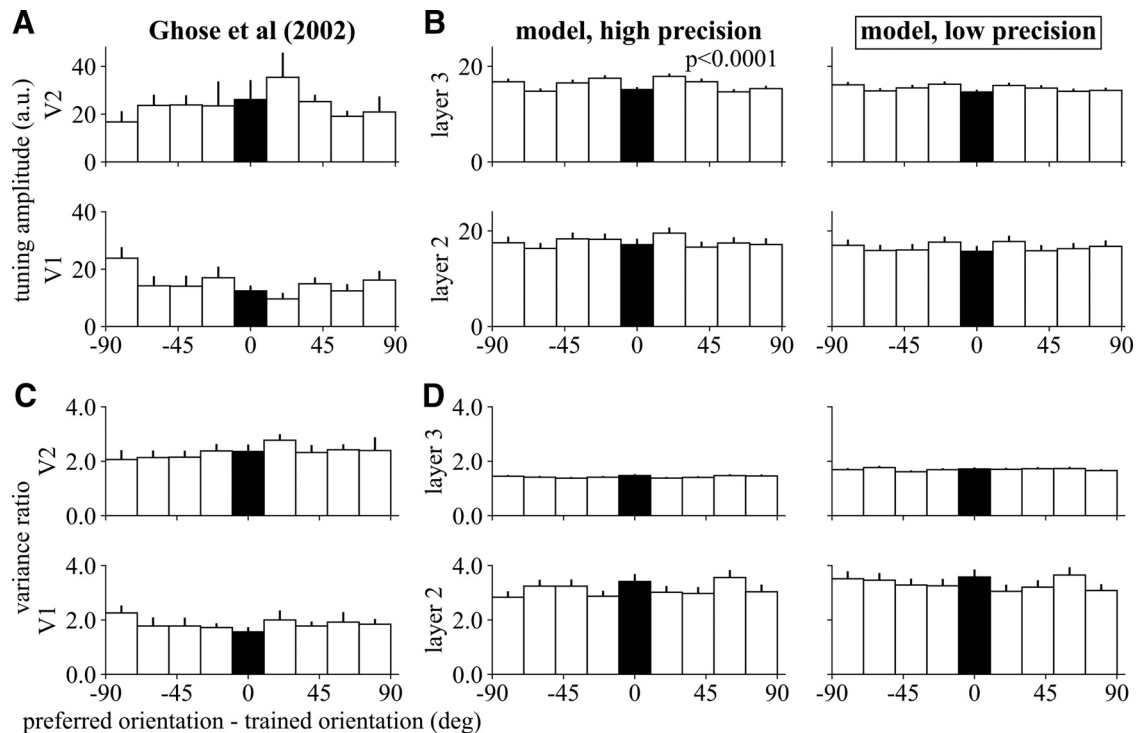 A
Ghose et al (2002)
B
model, high precision
model, low precision
p<0.0001
tuning amplitude (a.u.)
V2
40
20
0
layer 3
20
0
V1
40
20
0
layer 2
20
0
-90 -45 0 45 90
-90 -45 0 45 90
-90 -45 0 45 90
C
D
variance ratio
V2
4.0
2.0
0.0
layer 3
4.0
2.0
0.0
V1
4.0
2.0
0.0
layer 2
4.0
2.0
0.0
-90 -45 0 45 90
-90 -45 0 45 90
-90 -45 0 45 90
preferred orientation - trained orientation (deg)